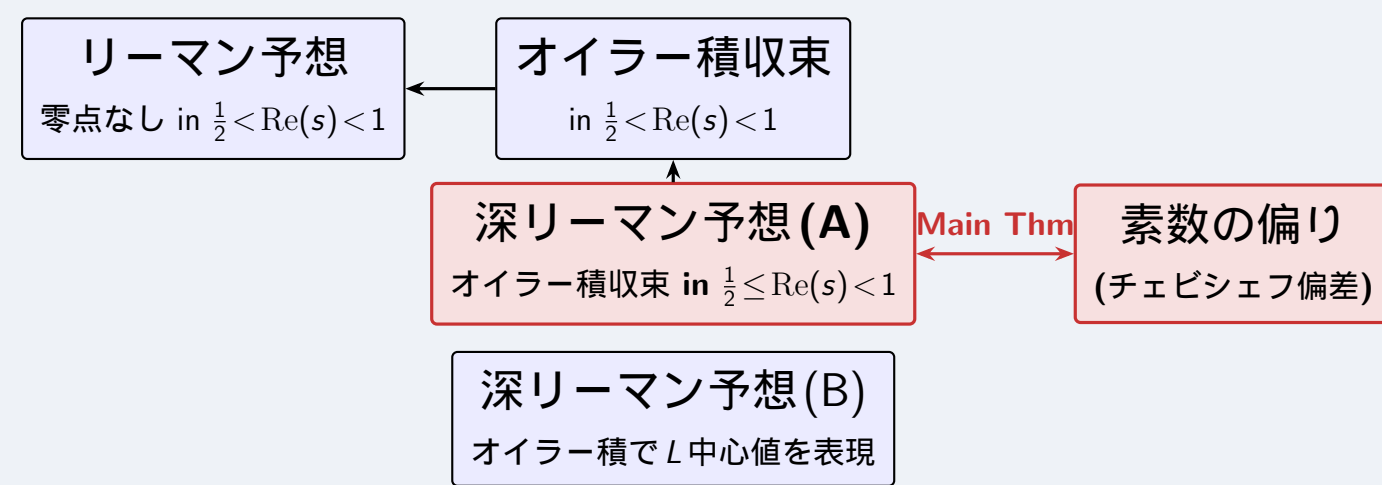 リーマン予想
零点なし in 1/2<Re(s)<1
オイラー積収束
in 1/2<Re(s)<1
深リーマン予想(A)
オイラー積収束 in 1/2≤Re(s)<1
Main Thm
素数の偏り
(チェビシェフ偏差)
深リーマン予想(B)
オイラー積でL中心値を表現